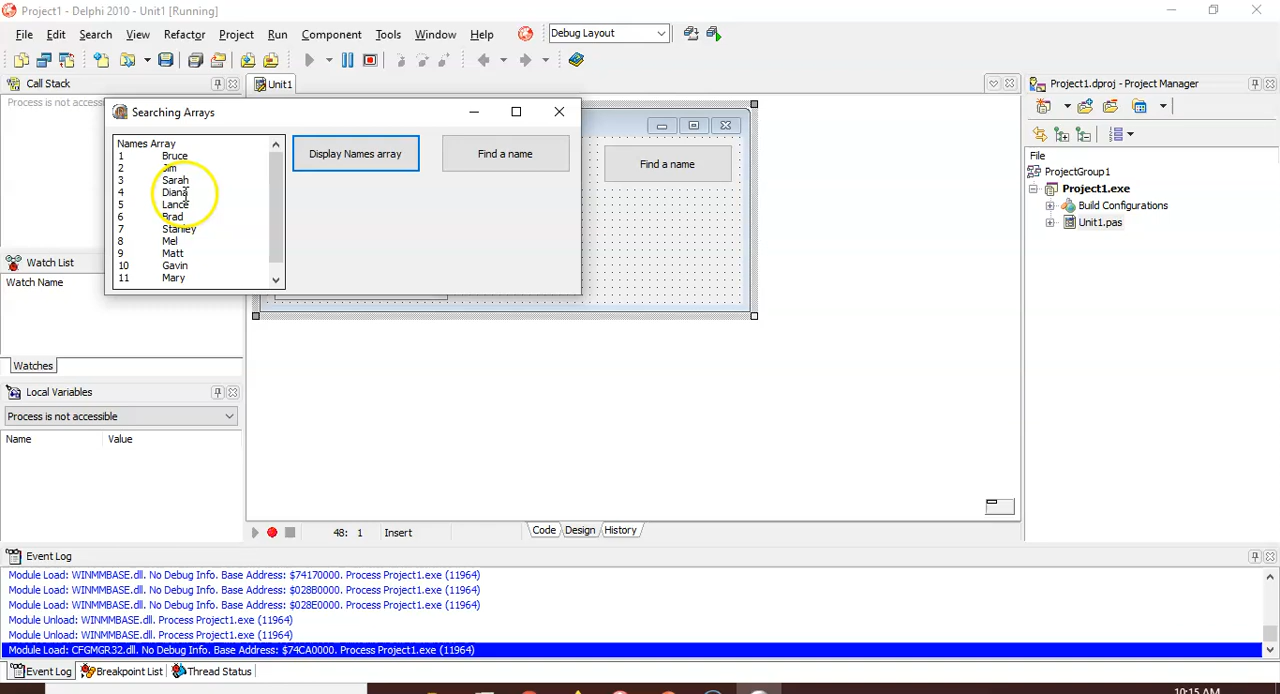 Project1 - Delphi 2010 - Unit1 [Running]
File Edit Search View Refactor Project Run Component Tools Window Help Debug Layout
Call Stack
Unit1
Project1.dproj - Project Manager
Process is not access
Searching Arrays
Names Array
1 Bruce
2 Jim
3 Sarah
4 Diana
5 Lance
6 Brad
7 Stanley
8 Mel
9 Matt
10 Gavin
11 Mary
Display Names array
Find a name
Find a name
File
ProjectGroup1
Project1.exe
Build Configurations
Unit1.pas
Watch List
Watch Name
Watches
Local Variables
Process is not accessible
Name Value
48: 1 Insert
Code Design History
Event Log
Module Load: WINMMBASE.dll. No Debug Info. Base Address: $74170000. Process Project1.exe (11964)
Module Load: WINMMBASE.dll. No Debug Info. Base Address: $028B0000. Process Project1.exe (11964)
Module Load: WINMMBASE.dll. No Debug Info. Base Address: $028E0000. Process Project1.exe (11964)
Module Unload: WINMMBASE.dll. Process Project1.exe (11964)
Module Unload: WINMMBASE.dll. Process Project1.exe (11964)
Module Load: CFGMGR32.dll. No Debug Info. Base Address: $74CA0000. Process Project1.exe (11964)
Event Log Breakpoint List Thread Status
10:15 AM